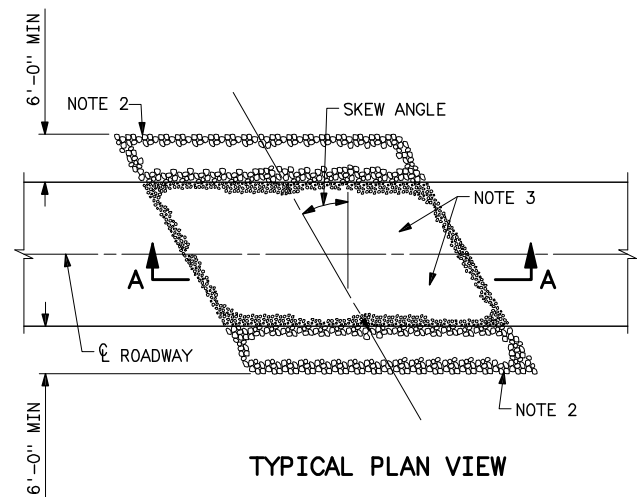 6'-0" MIN
NOTE 2
SKEW ANGLE
NOTE 3
A
A
℄ ROADWAY
6'-0" MIN
NOTE 2
TYPICAL PLAN VIEW